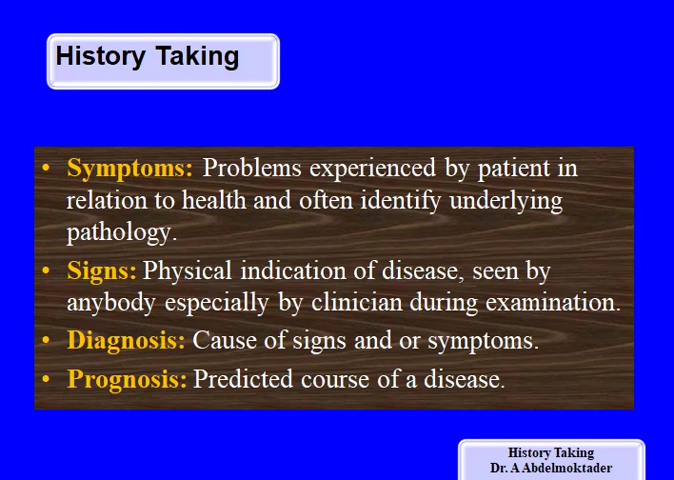 History Taking
• Symptoms: Problems experienced by patient in
relation to health and often identify underlying
pathology.
• Signs: Physical indication of disease, seen by
anybody especially by clinician during examination.
• Diagnosis: Cause of signs and or symptoms.
• Prognosis: Predicted course of a disease.
History Taking
Dr. A Abdelmoktader